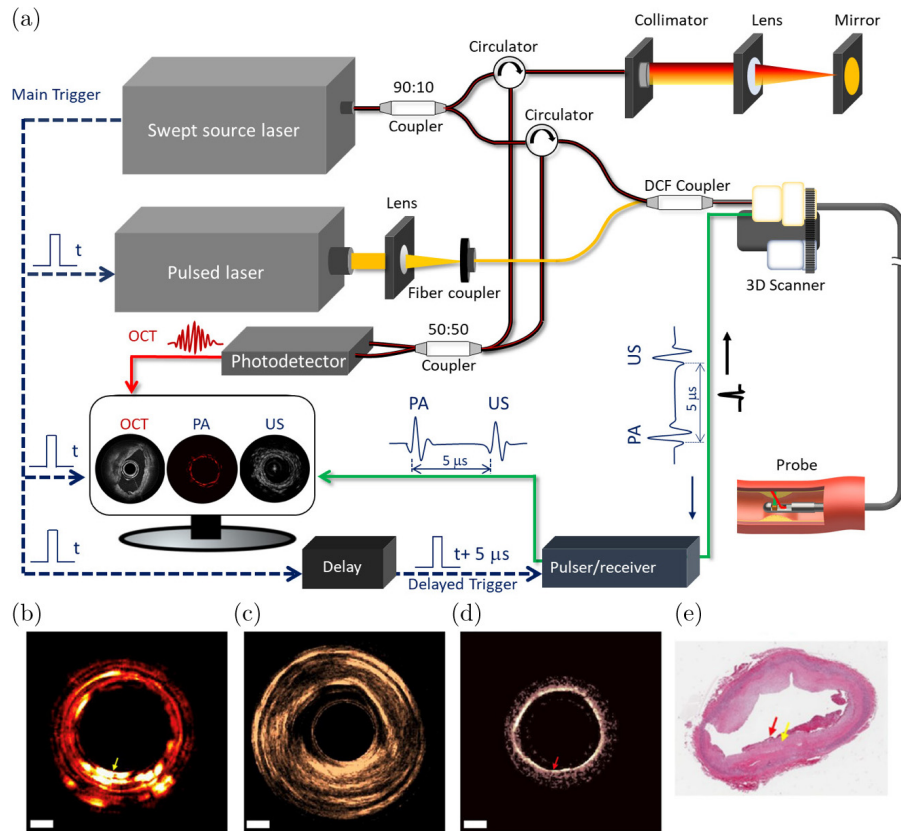 (a)
Collimator
Lens
Mirror
Circulator
Main Trigger
90:10
Coupler
Swept source laser
Circulator
DCF Coupler
Lens
t
Pulsed laser
Fiber coupler
3D Scanner
OCT
50:50
Photodetector
Coupler
US
5 μs
PA
PA
US
OCT
PA
US
5 μs
t
Probe
t
t+ 5 μs
Delay
Delayed Trigger
Pulser/receiver
(b)
(c)
(d)
(e)